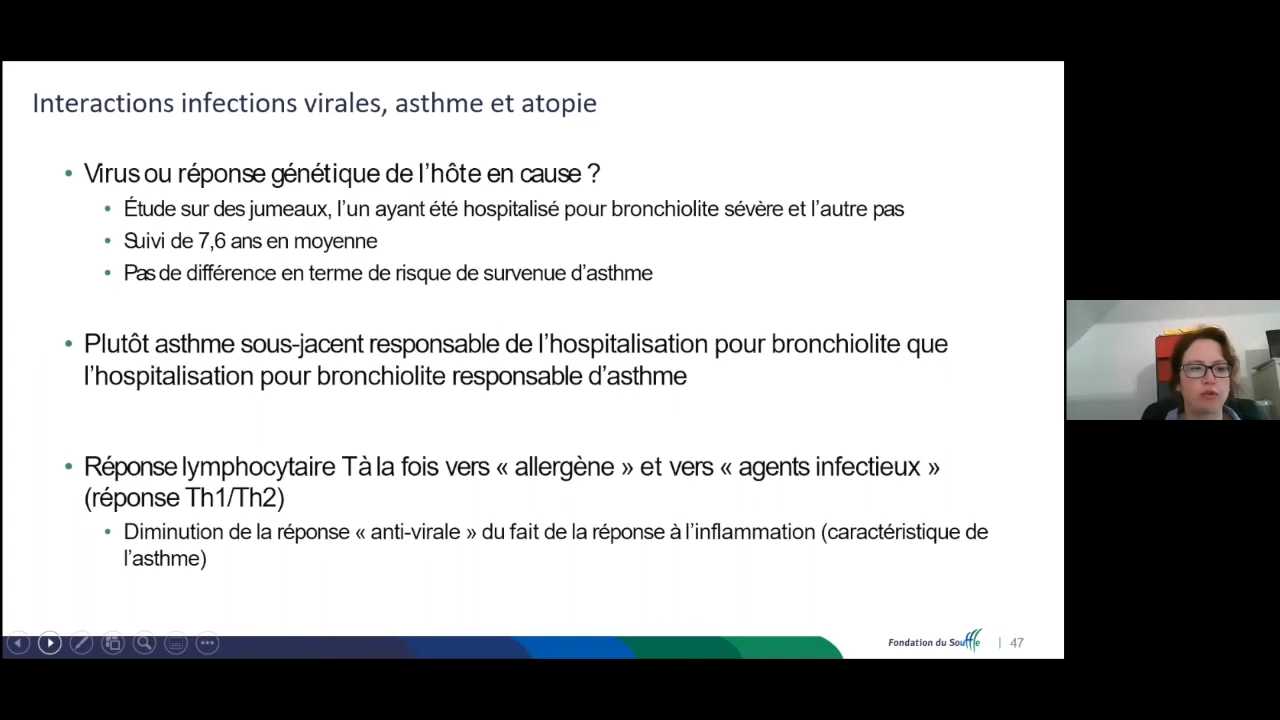 Interactions infections virales, asthme et atopie
• Virus ou réponse génétique de l'hôte en cause ?
• Étude sur des jumeaux, l'un ayant été hospitalisé pour bronchiolite sévère et l'autre pas
• Suivi de 7,6 ans en moyenne
• Pas de différence en terme de risque de survenue d'asthme
• Plutôt asthme sous-jacent responsable de l'hospitalisation pour bronchiolite que
l'hospitalisation pour bronchiolite responsable d'asthme
• Réponse lymphocytaire T à la fois vers « allergène » et vers « agents infectieux »
(réponse Th1/Th2)
• Diminution de la réponse « anti-virale » du fait de la réponse à l'inflammation (caractéristique de
l'asthme)
Fondation du Souffle | 47